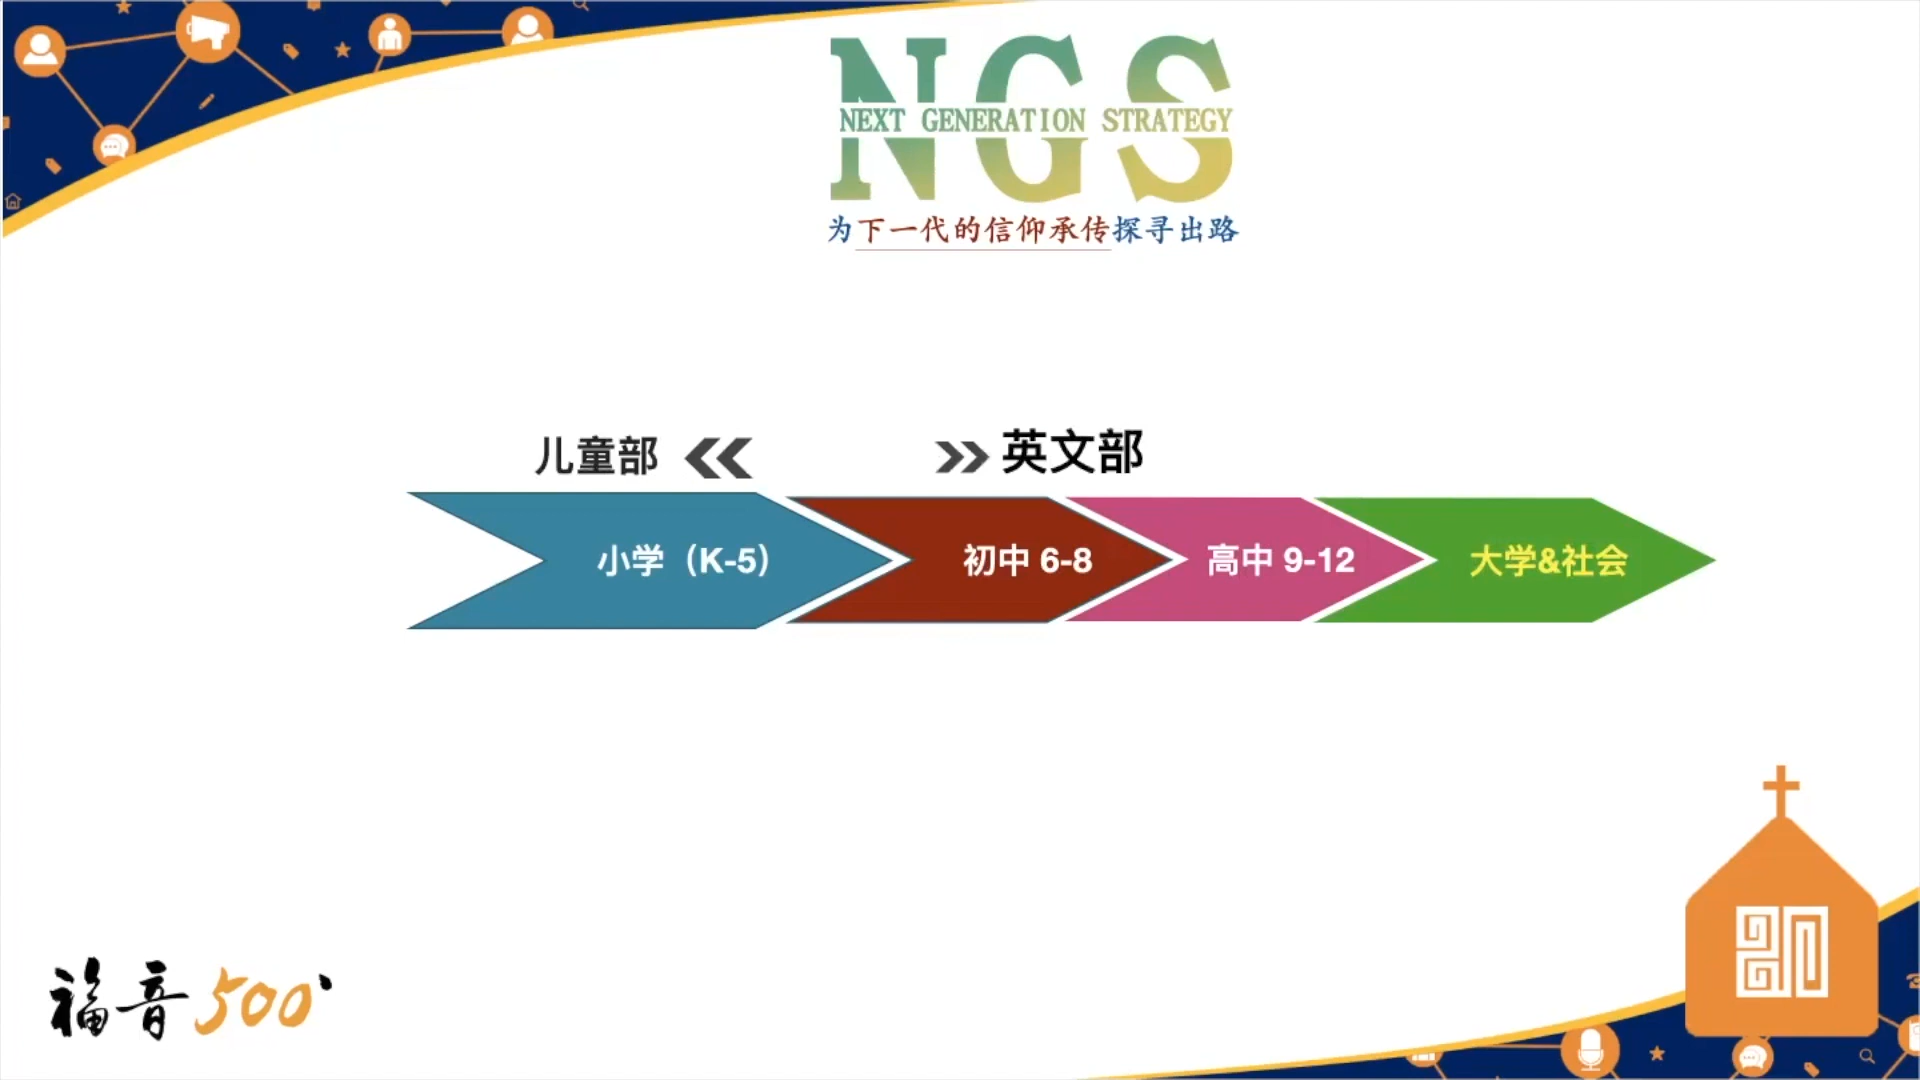 NGS
NEXT GENERATION STRATEGY
为下一代的信仰承传探寻出路
儿童部
英文部
小学（K-5）
初中 6-8
高中 9-12
大学&社会
福音500